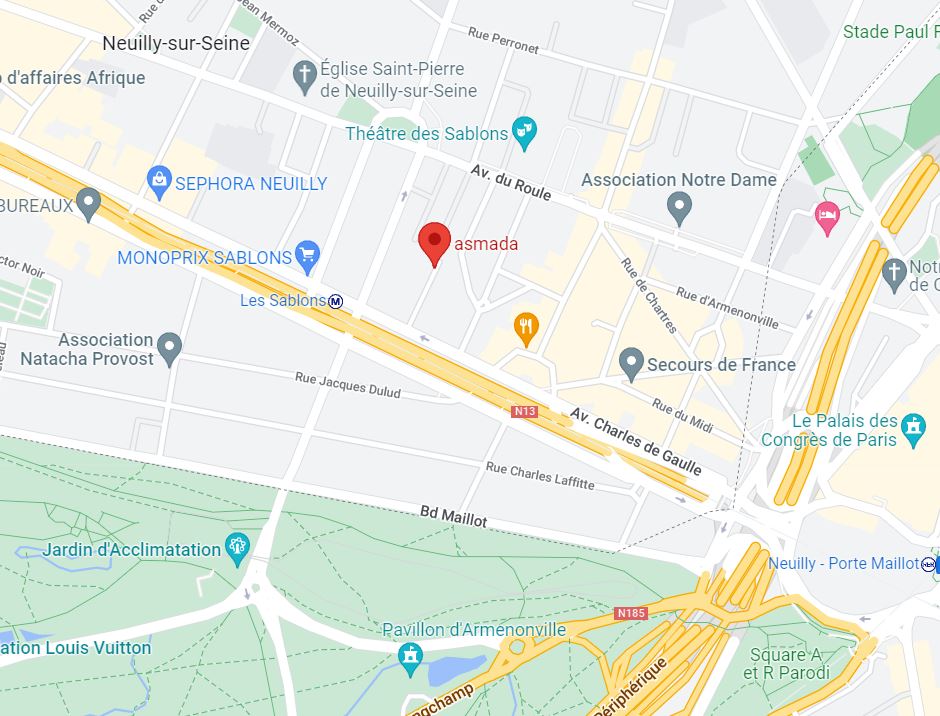 Jean Mermoz
Neuilly-sur-Seine
Rue Perronet
Stade Paul F
d'affaires Afrique
Église Saint-Pierre
de Neuilly-sur-Seine
Théâtre des Sablons
Av. du Roule
Association Notre Dame
SEPHORA NEUILLY
BUREAUX
asmada
MONOPRIX SABLONS
ctor Noir
Notr
de C
Les Sablons
M
Rue de Chartres
Rue d'Armenonville
Association
Natacha Provost
Secours de France
Rue Jacques Dulud
N13
Av. Charles de Gaulle
Rue du Midi
Le Palais des
Congrès de Paris
Rue Charles Laffitte
Bd Maillot
Jardin d'Acclimatation
Neuilly - Porte Maillot
N185
Pavillon d'Armenonville
ation Louis Vuitton
Square A
et R Parodi
ngchamp
Périphérique